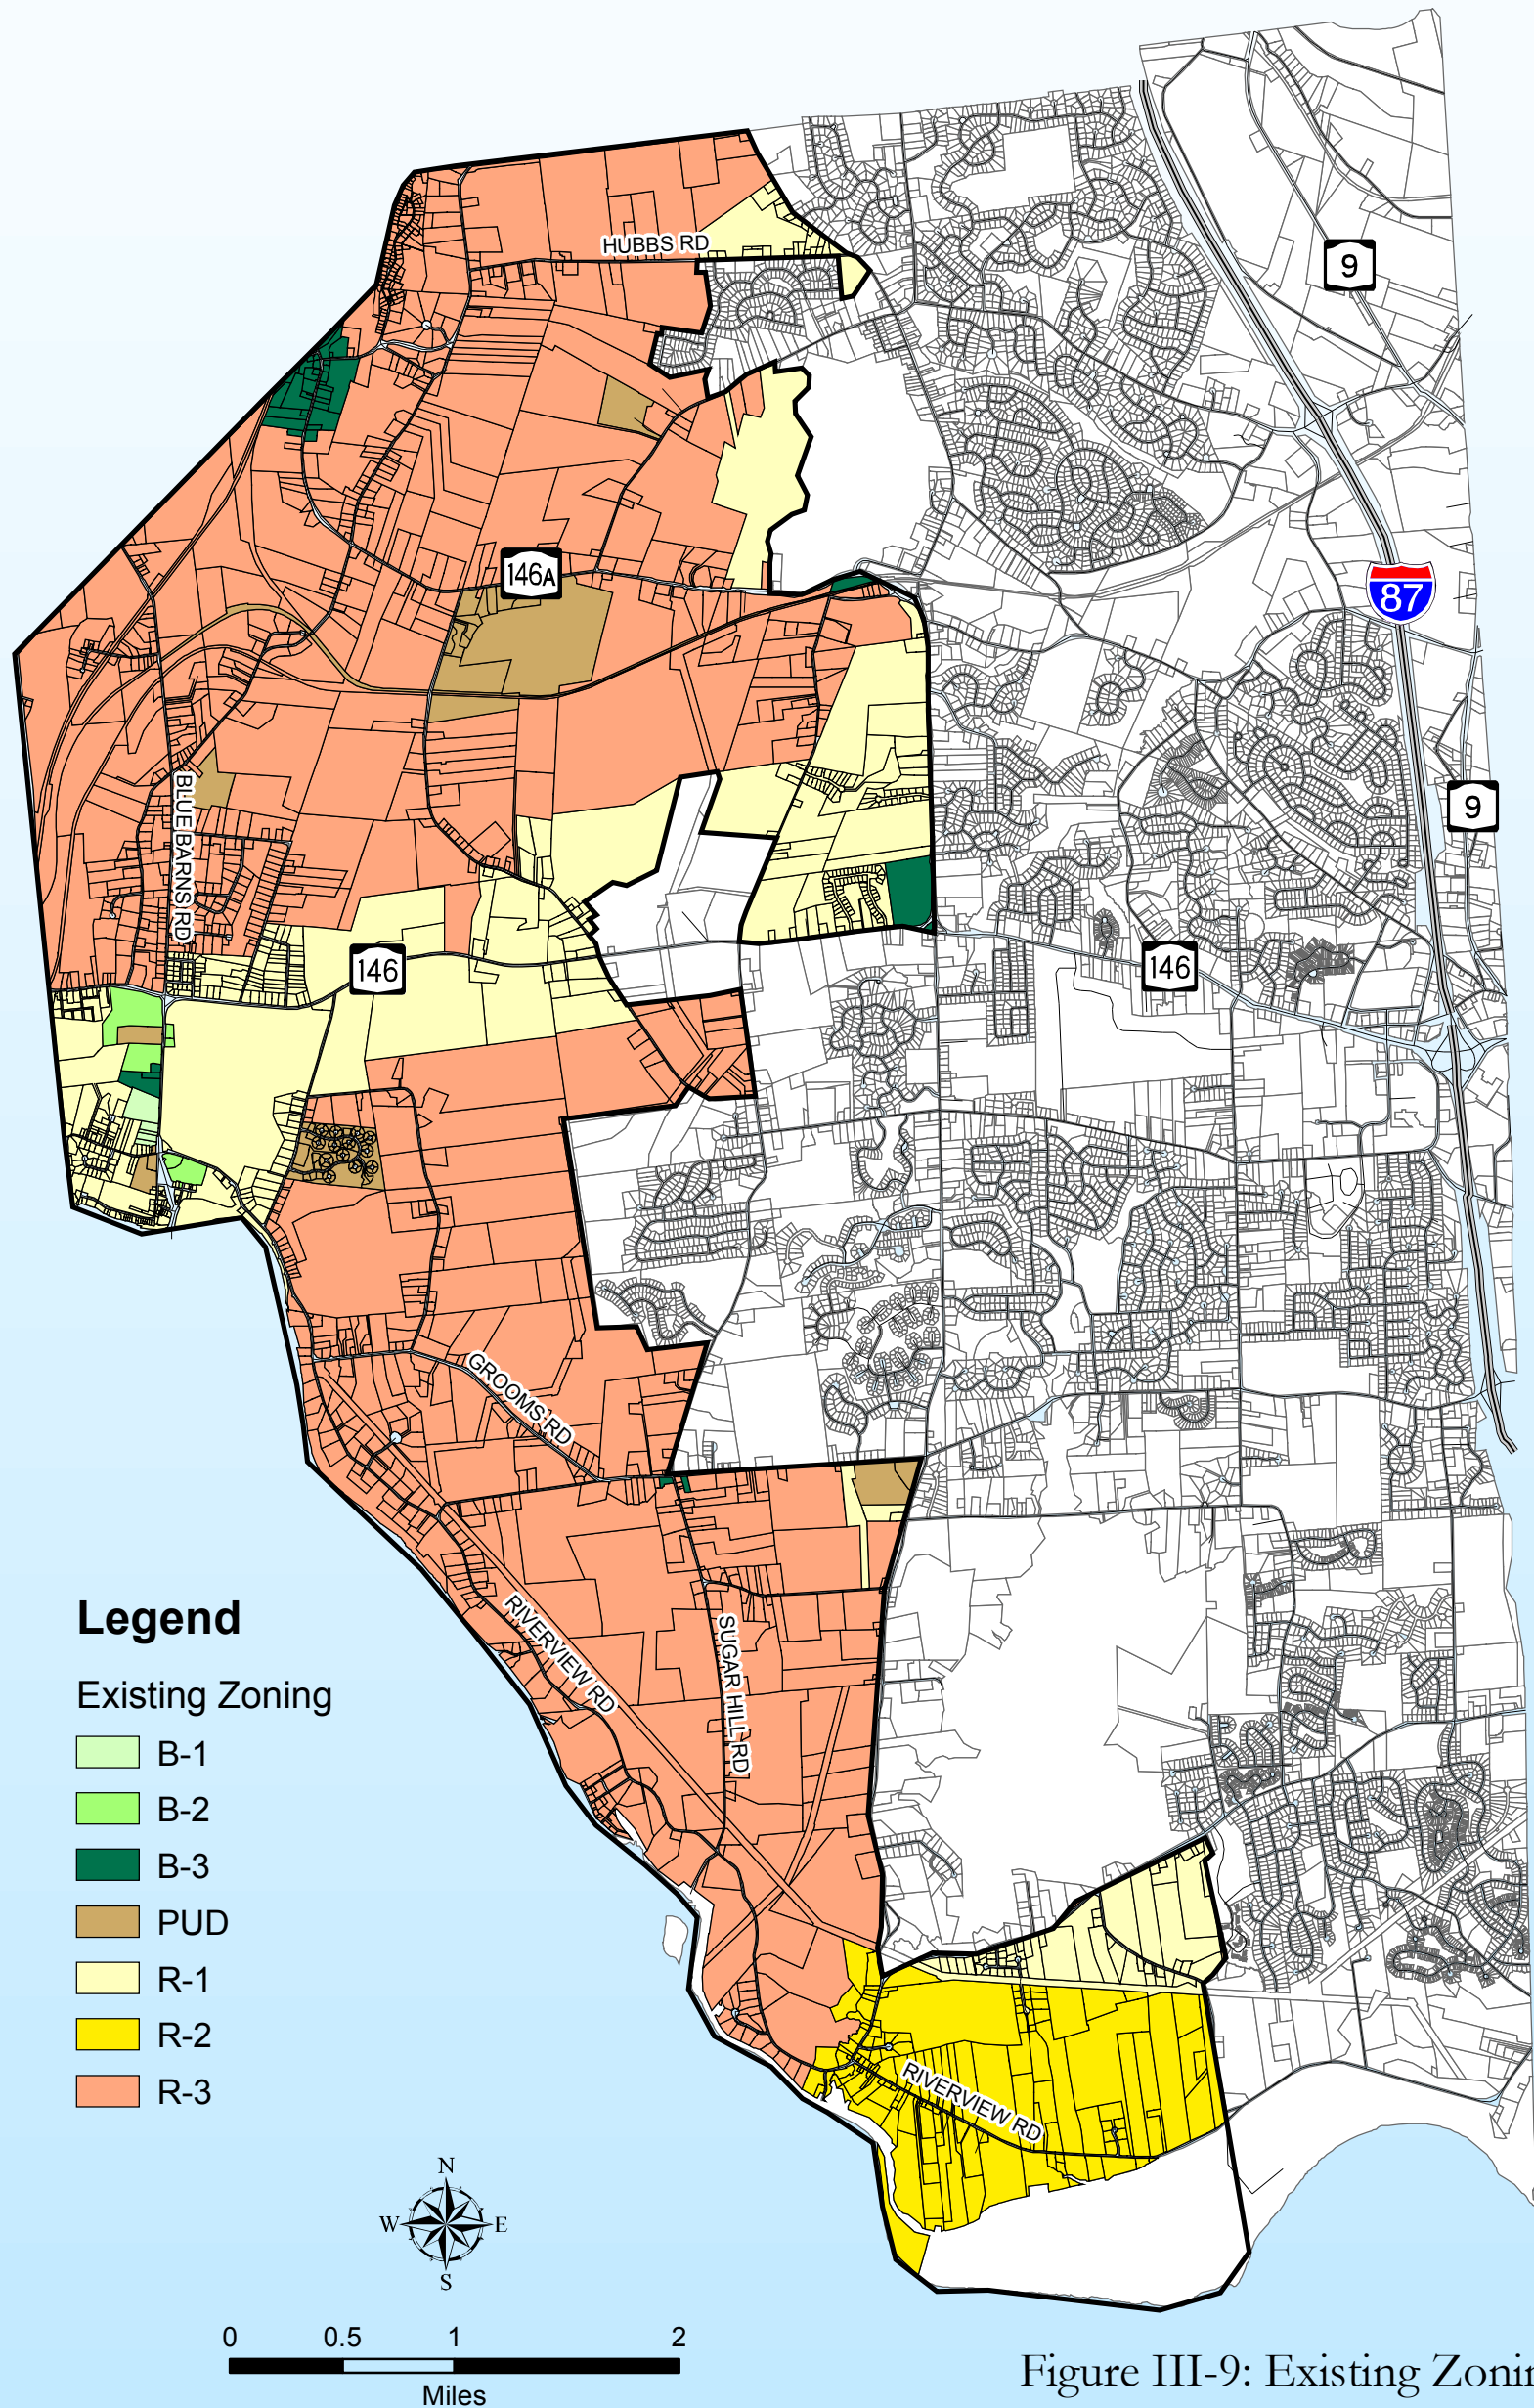 HUBBS RD
9
146A
87
BLUE BARNS RD
9
146
146
GROOMS RD
RIVERVIEW RD
SUGAR HILL RD
RIVERVIEW RD
Legend
Existing Zoning
B-1
B-2
B-3
PUD
R-1
R-2
R-3
N
W E
S
0 0.5 1 2
Miles
Figure III-9: Existing Zonin